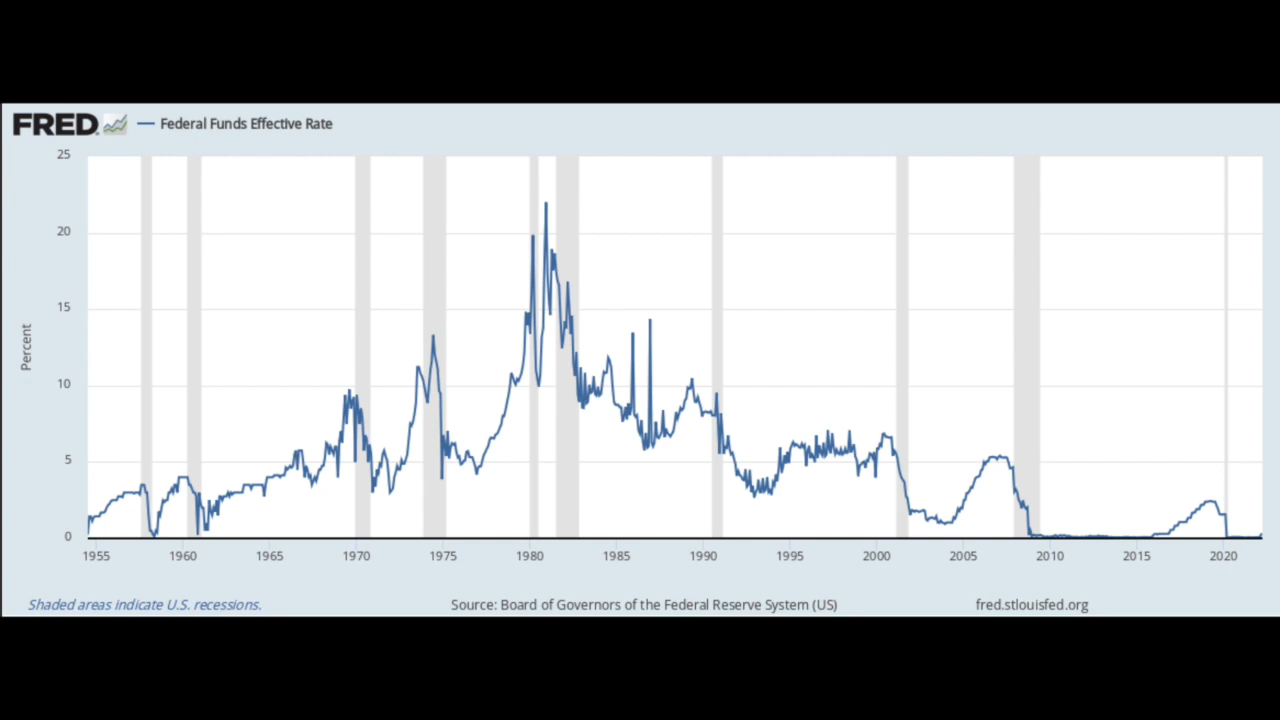 FRED
Federal Funds Effective Rate
25
20
15
10
5
0
Percent
1955 1960 1965 1970 1975 1980 1985 1990 1995 2000 2005 2010 2015 2020
Shaded areas indicate U.S. recessions.
Source: Board of Governors of the Federal Reserve System (US)
fred.stlouisfed.org